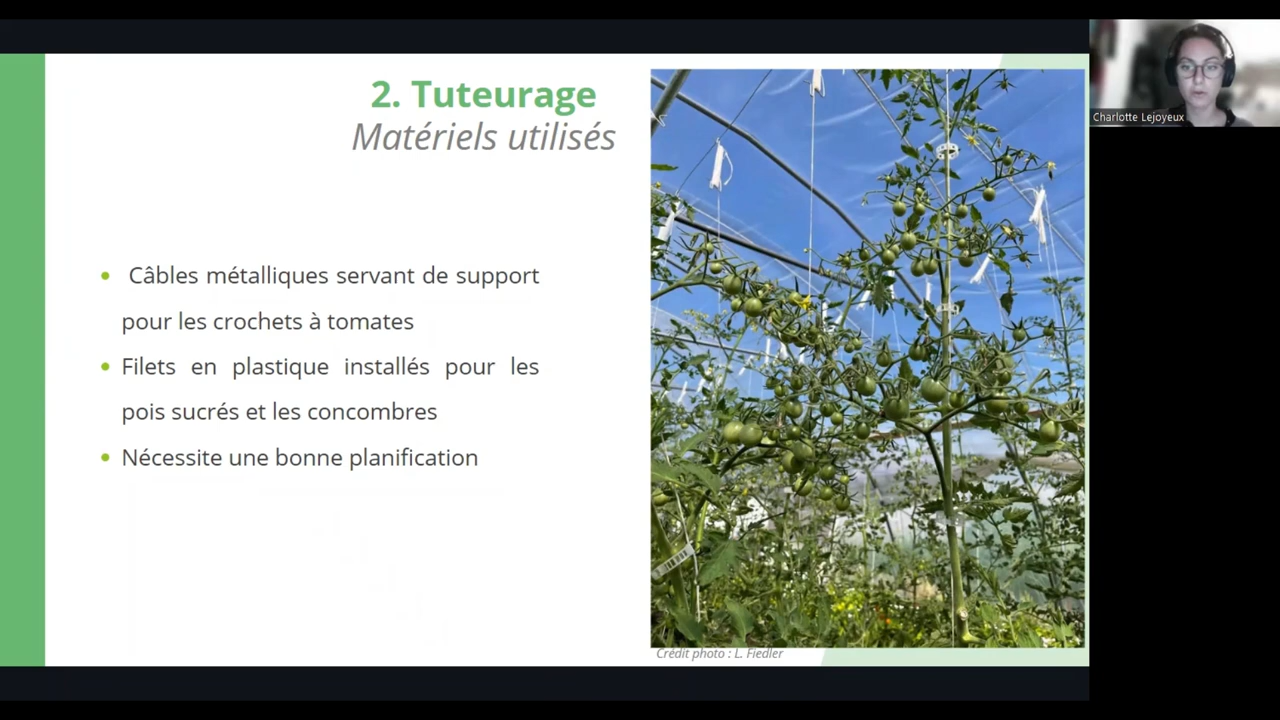 2. Tuteurage
Matériels utilisés
Câbles métalliques servant de support
pour les crochets à tomates
Filets en plastique installés pour les
pois sucrés et les concombres
Nécessite une bonne planification
Crédit photo : L. Fiedler
Charlotte Lejoyeux